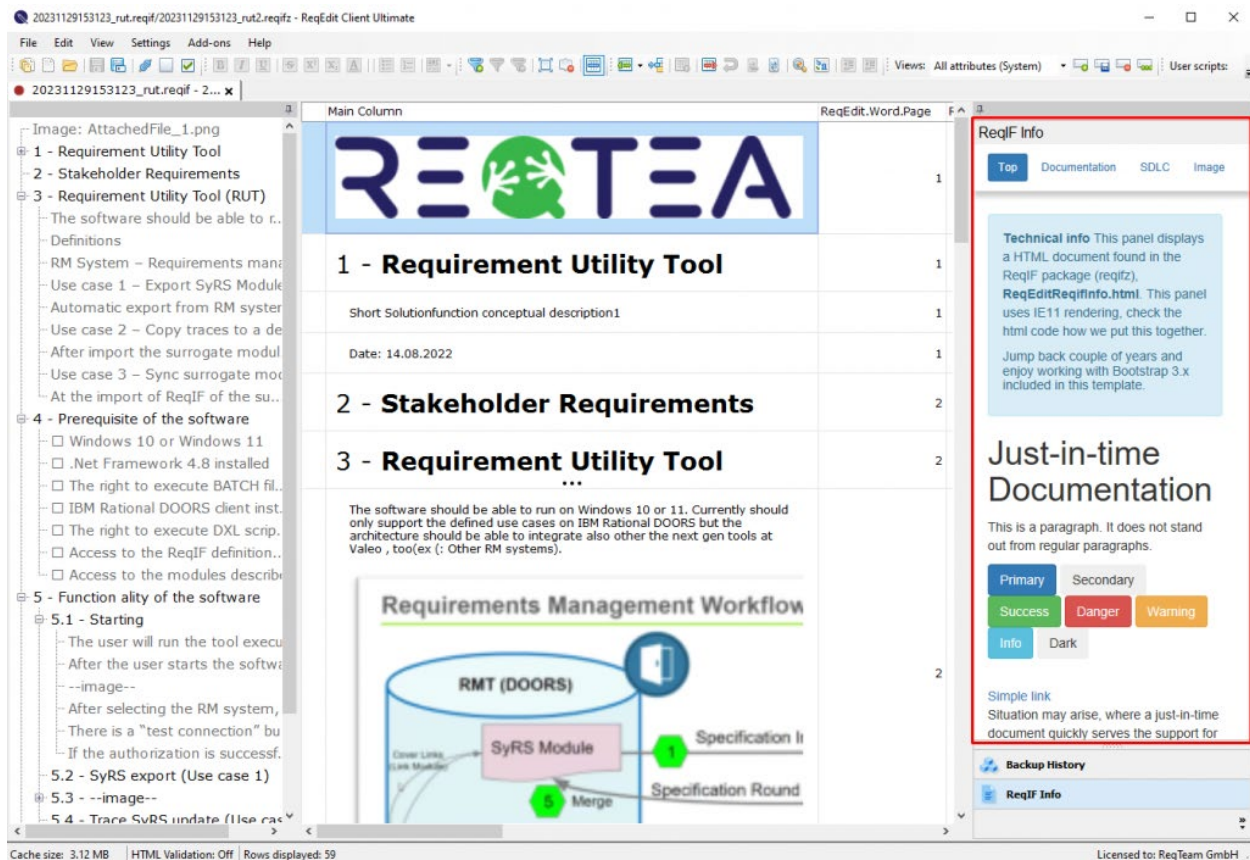 20231129153123_rut.reqif/20231129153123_rut2.reqifz - ReqEdit Client Ultimate
File Edit View Settings Add-ons Help
Views: All attributes (System) User scripts:
20231129153123_rut.reqif - 2... x
Image: AttachedFile_1.png
1 - Requirement Utility Tool
2 - Stakeholder Requirements
3 - Requirement Utility Tool (RUT)
The software should be able to r...
Definitions
RM System – Requirements mana
Use case 1 – Export SyRS Module
Automatic export from RM syster
Use case 2 – Copy traces to a de
After import the surrogate modul
Use case 3 – Sync surrogate moc
At the import of ReqIF of the su...
4 - Prerequisite of the software
Windows 10 or Windows 11
.Net Framework 4.8 installed
The right to execute BATCH fil...
IBM Rational DOORS client inst...
The right to execute DXL scrip...
Access to the ReqIF definition...
Access to the modules describe
5 - Function ality of the software
5.1 - Starting
The user will run the tool execu
After the user starts the softwa
--image--
After selecting the RM system,
There is a "test connection" bu
If the authorization is successf...
5.2 - SyRS export (Use case 1)
5.3 - --image--
5.4 - Trace SyRS update (Use cas
Main Column ReqEdit.Word.Page
REQTEA
1
1 - Requirement Utility Tool
1
Short Solutionfunction conceptual description1
1
Date: 14.08.2022
1
2 - Stakeholder Requirements
2
3 - Requirement Utility Tool
...
2
The software should be able to run on Windows 10 or 11. Currently should
only support the defined use cases on IBM Rational DOORS but the
architecture should be able to integrate also other the next gen tools at
Valeo , too(ex (: Other RM systems).
2
Requirements Management Workflow
RMT (DOORS)
SyRS Module
Cover Links
(Link Module)
1
Specification I
5
Merge
Specification Round
ReqIF Info
Top Documentation SDLC Image
Technical info This panel displays
a HTML document found in the
ReqIF package (reqifz),
ReqEditReqifInfo.html. This panel
uses IE11 rendering, check the
html code how we put this together.
Jump back couple of years and
enjoy working with Bootstrap 3.x
included in this template.
Just-in-time
Documentation
This is a paragraph. It does not stand
out from regular paragraphs.
Primary Secondary
Success Danger Warning
Info Dark
Simple link
Situation may arise, where a just-in-time
document quickly serves the support for
Backup History
ReqIF Info
Cache size: 3.12 MB HTML Validation: Off Rows displayed: 59 Licensed to: ReqTeam GmbH